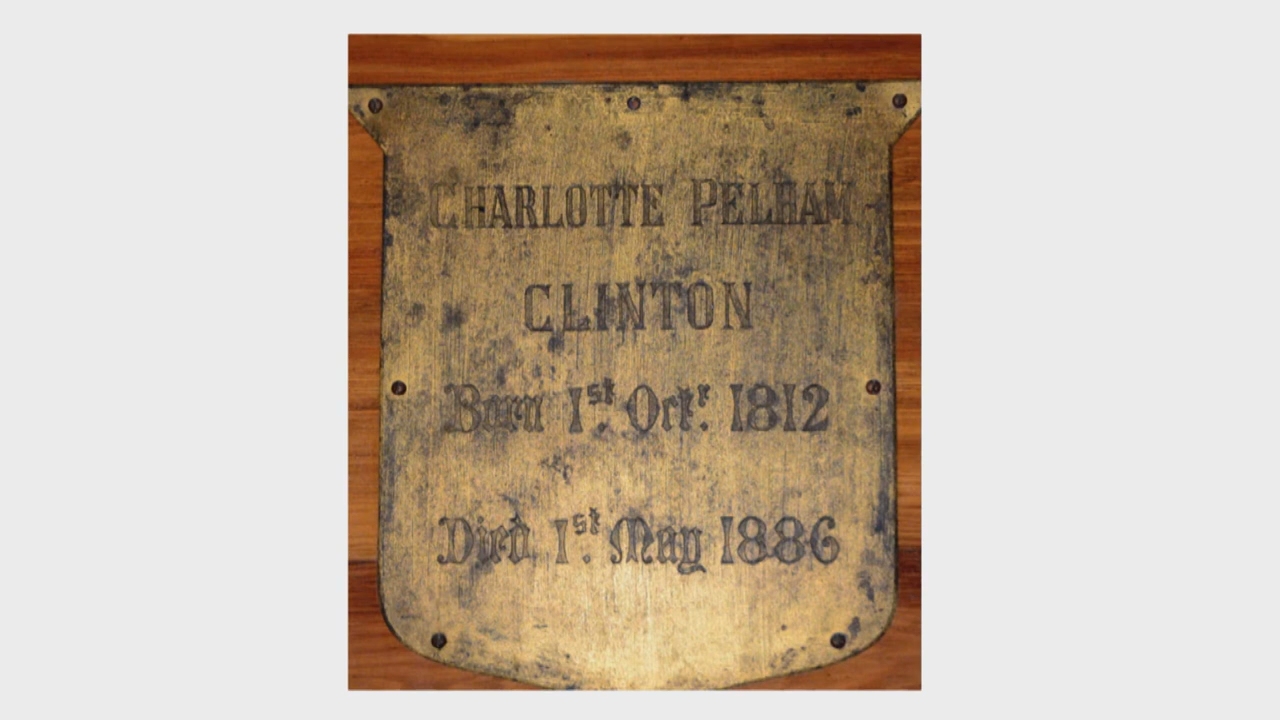 CHARLOTTE PELHAM
CLINTON
Born 1st. Octr. 1812
Died 1st. May 1886